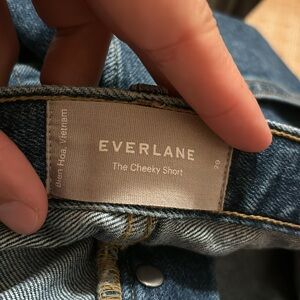 Bien Hoa, Vietnam
EVERLANE
The Cheeky Short